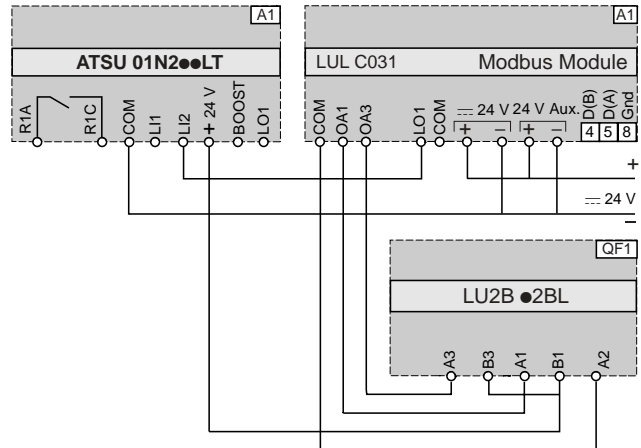 A1
ATSU 01N2●●LT
R1A R1C COM LI1 LI2 + 24 V BOOST LO1
A1
LUL C031 Modbus Module
COM OA1 OA3 LO1 COM 24 V 24 V Aux. D(B) D(A) Gnd
+ − + − 4 5 8
+
24 V
−
QF1
LU2B ●2BL
A3 B3 A1 B1 A2